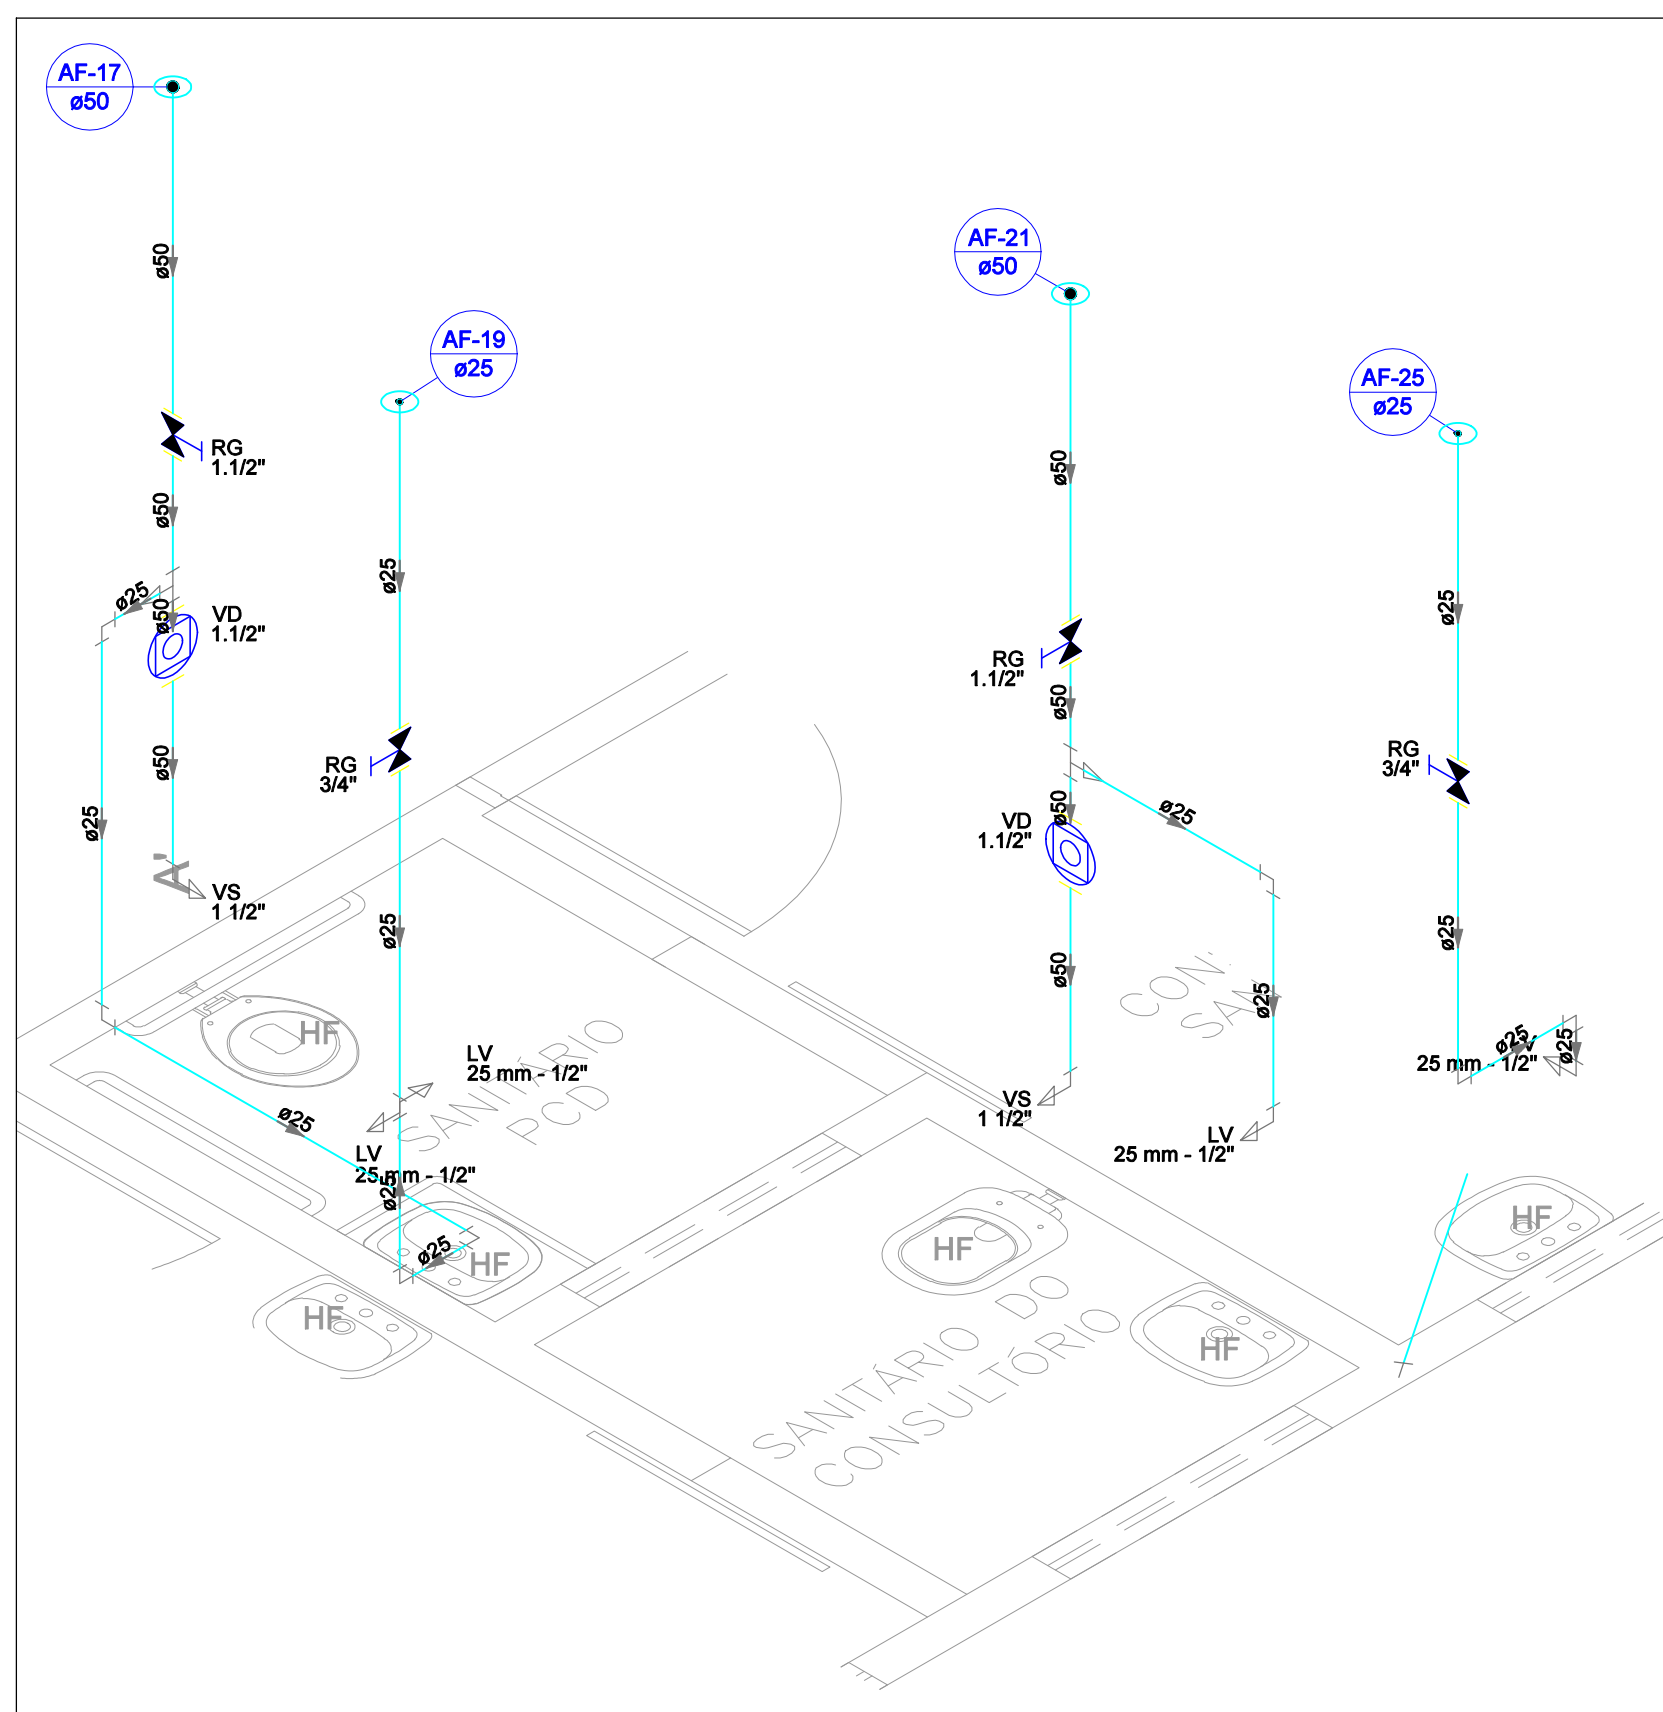 AF-17
ø50
AF-21
ø50
AF-19
ø25
AF-25
ø25
ø50
RG
1.1/2"
ø50
ø25
ø50
VD
1.1/2"
ø50
ø25
VS
1 1/2"
ø25
RG
3/4"
ø25
ø50
RG
1.1/2"
ø50
ø25
ø50
VD
1.1/2"
ø50
ø25
VS
1 1/2"
LV
25 mm - 1/2"
ø25
RG
3/4"
ø25
ø25
ø25
25 mm - 1/2"
HF
SANITÁRIO
PCD
LV
25 mm - 1/2"
ø25
LV
25 mm - 1/2"
ø25
ø25
HF
HF
HF
SANITÁRIO DO
CONSULTÓRIO
HF
HF